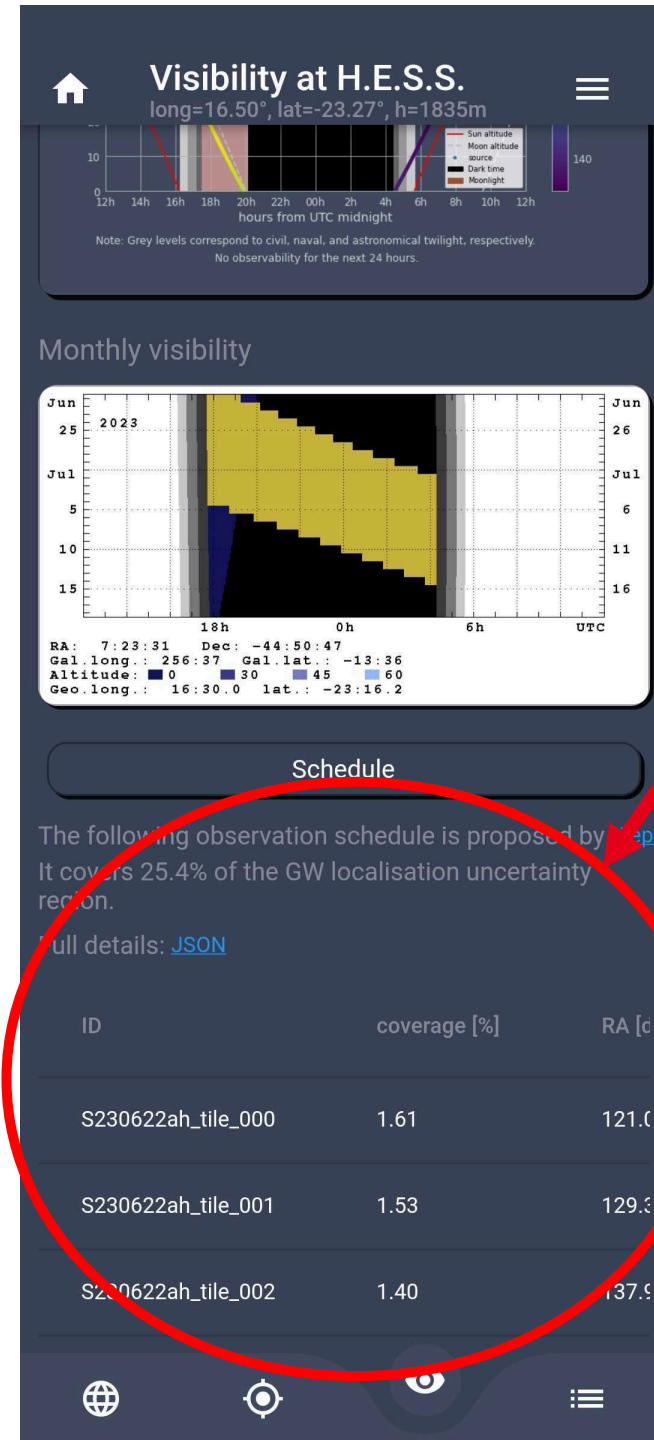 Visibility at H.E.S.S.
long=16.50°, lat=-23.27°, h=1835m
Sun altitude
Moon altitude
source
Dark time
Moonlight
10
0
140
12h 14h 16h 18h 20h 22h 00h 2h 4h 6h 8h 10h 12h
hours from UTC midnight
Note: Grey levels correspond to civil, naval, and astronomical twilight, respectively.
No observability for the next 24 hours.
Monthly visibility
Jun Jun
25 2023 26
Jul Jul
5 6
10 11
15 16
18h 0h 6h UTC
RA: 7:23:31 Dec: -44:50:47
Gal.long.: 256:37 Gal.lat.: -13:36
Altitude: 0 30 45 60
Geo.long.: 16:30.0 lat.: -23:16.2
Schedule
The following observation schedule is proposed by
It covers 25.4% of the GW localisation uncertainty
region.
Full details: JSON
ID coverage [%] RA [d
S230622ah_tile_000 1.61 121.0
S230622ah_tile_001 1.53 129.3
S230622ah_tile_002 1.40 137.9